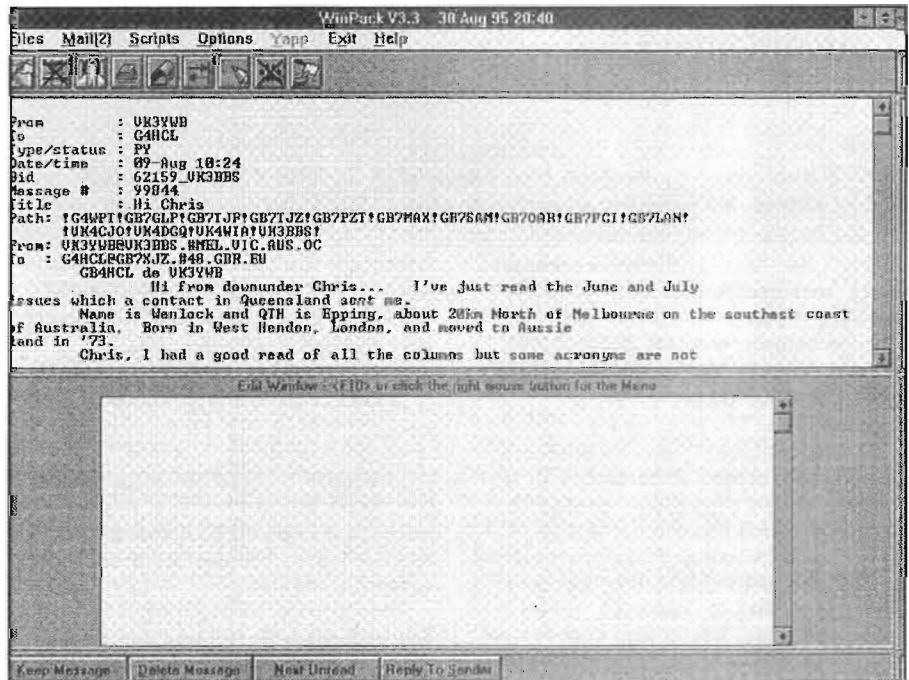 WinPack V3.3 30 Aug 95 20:40
Files Mail[2] Scripts Options Yapp Exit Help
From : VK3YWB
To : G4HCL
Type/status : PY
Date/time : 09-Aug 10:24
Bid : 62159_VK3BBS
Message # : 99844
Title : Hi Chris
Path: !G4WPT!GB7GLP!GB7TJP!GB7TJZ!GB7PZT!GB7MAX!GB7SAM!GB7OAR!GB7PCI!GB7LAN!
!VK4CJO!VK4DGQ!VK4WIA!VK3BBS!
From: VK3YWB@VK3BBS.#MEL.VIC.AUS.OC
To : G4HCL@GB7XJZ.#48.GBR.EU
GB4HCL de VK3YWB
Hi from downunder Chris... I've just read the June and July
issues which a contact in Queensland sent me.
Name is Wenlock and QTH is Epping, about 20km North of Melbourne on the southest coast
of Australia. Born in West Hendon, London, and moved to Aussie
land in '73.
Chris, I had a good read of all the columns but some acronyms are not
Edit Window - <F10> or click the right mouse button for the Menu
Keep Message Delete Message Next Unread Reply To Sender